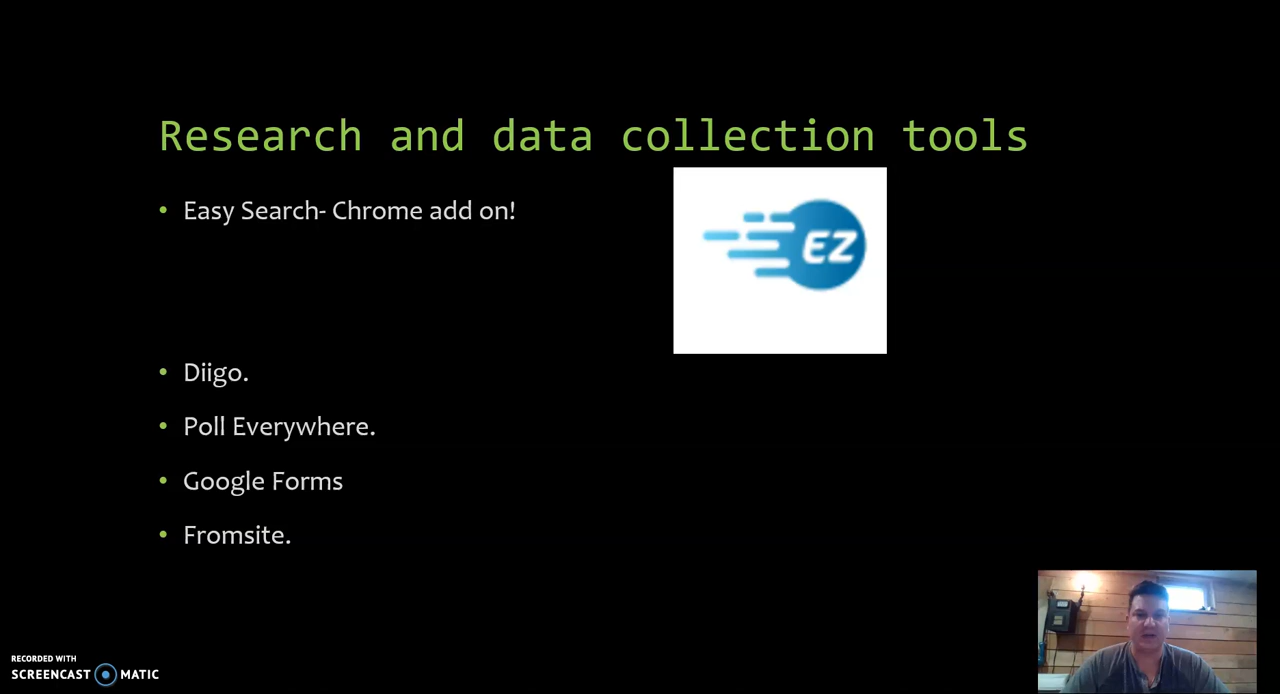 Research and data collection tools
• Easy Search- Chrome add on!
EZ
• Diigo.
• Poll Everywhere.
• Google Forms
• Fromsite.
RECORDED WITH
SCREENCAST MATIC